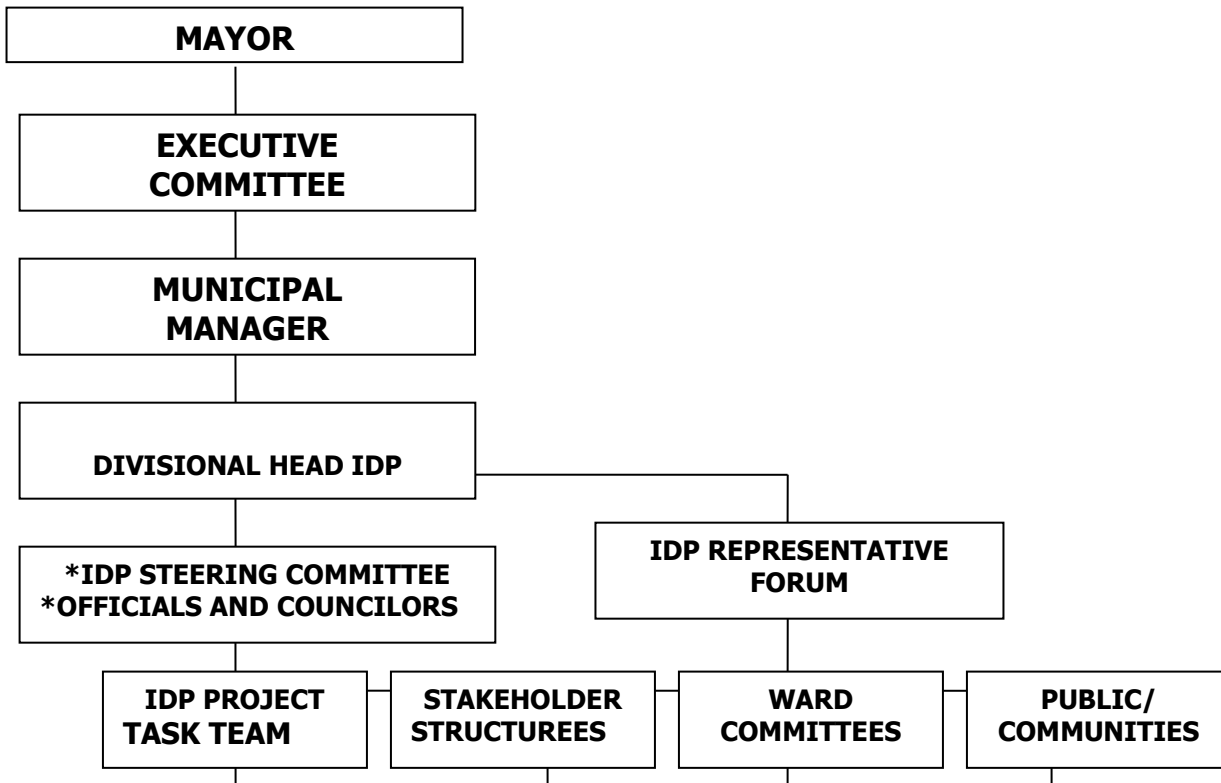 MAYOR
EXECUTIVE
COMMITTEE
MUNICIPAL
MANAGER
DIVISIONAL HEAD IDP
*IDP STEERING COMMITTEE
*OFFICIALS AND COUNCILORS
IDP REPRESENTATIVE
FORUM
IDP PROJECT
TASK TEAM
STAKEHOLDER
STRUCTUREES
WARD
COMMITTEES
PUBLIC/
COMMUNITIES